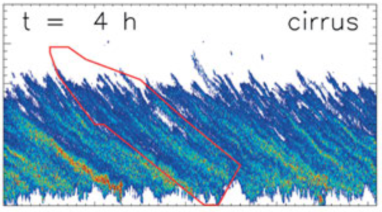 t = 4 h
cirrus